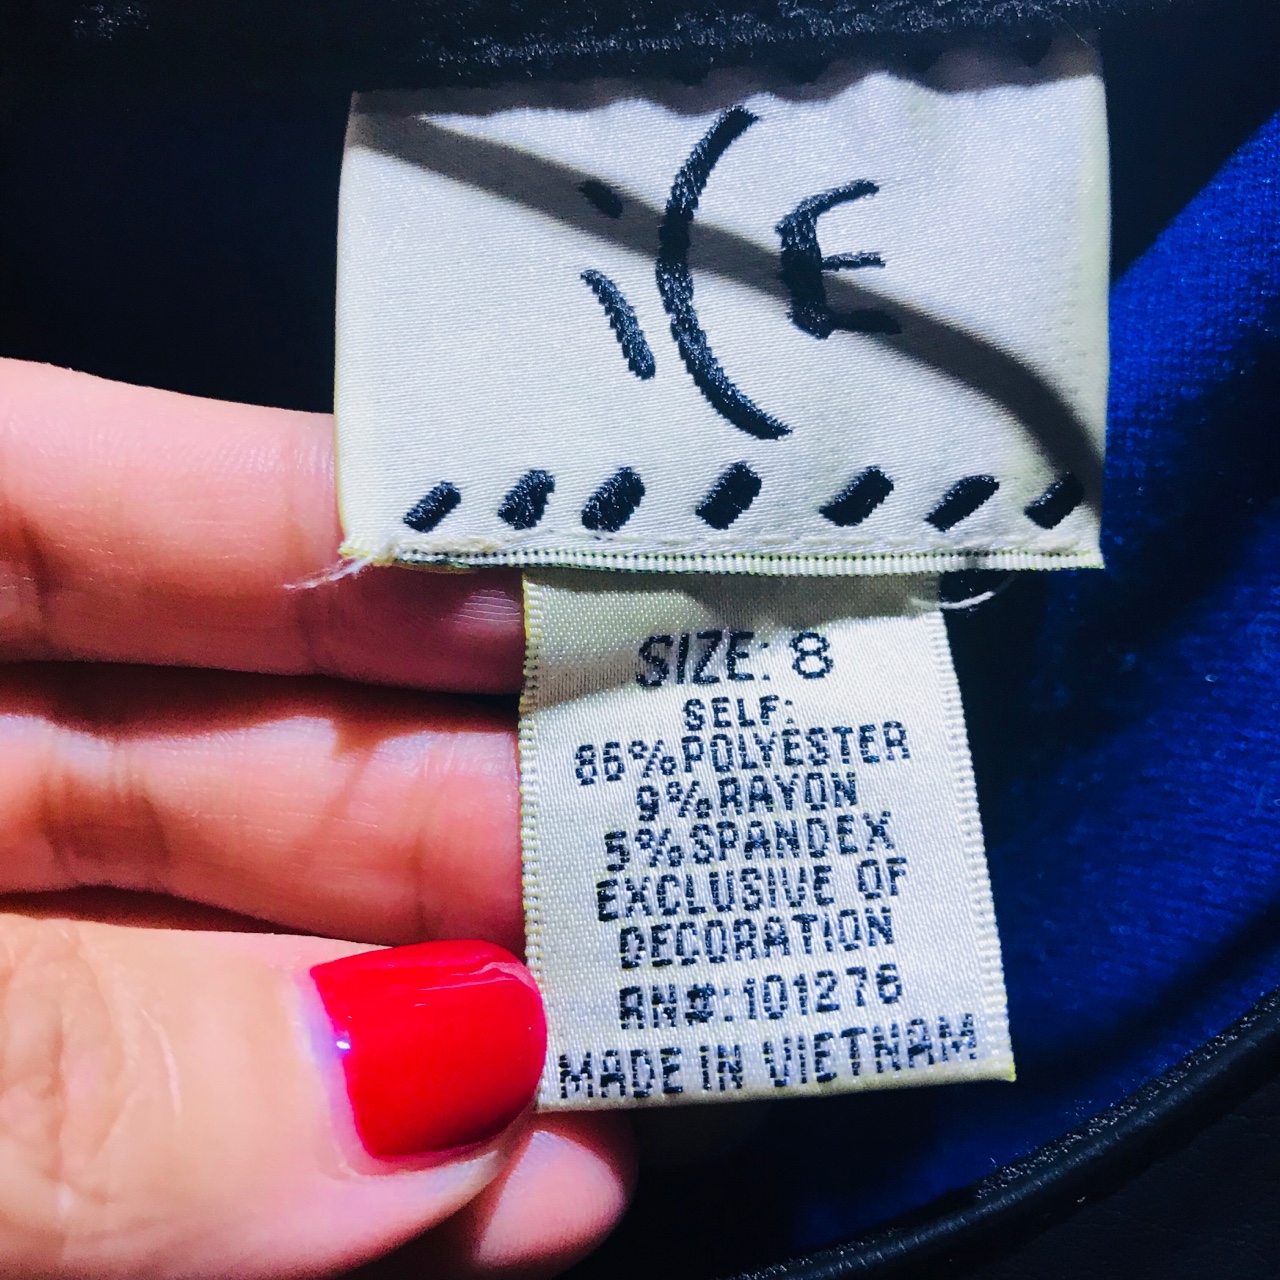 iCE
SIZE: 8
SELF:
86%POLYESTER
9%RAYON
5%SPANDEX
EXCLUSIVE OF
DECORATION
RN#:101276
MADE IN VIETNAM